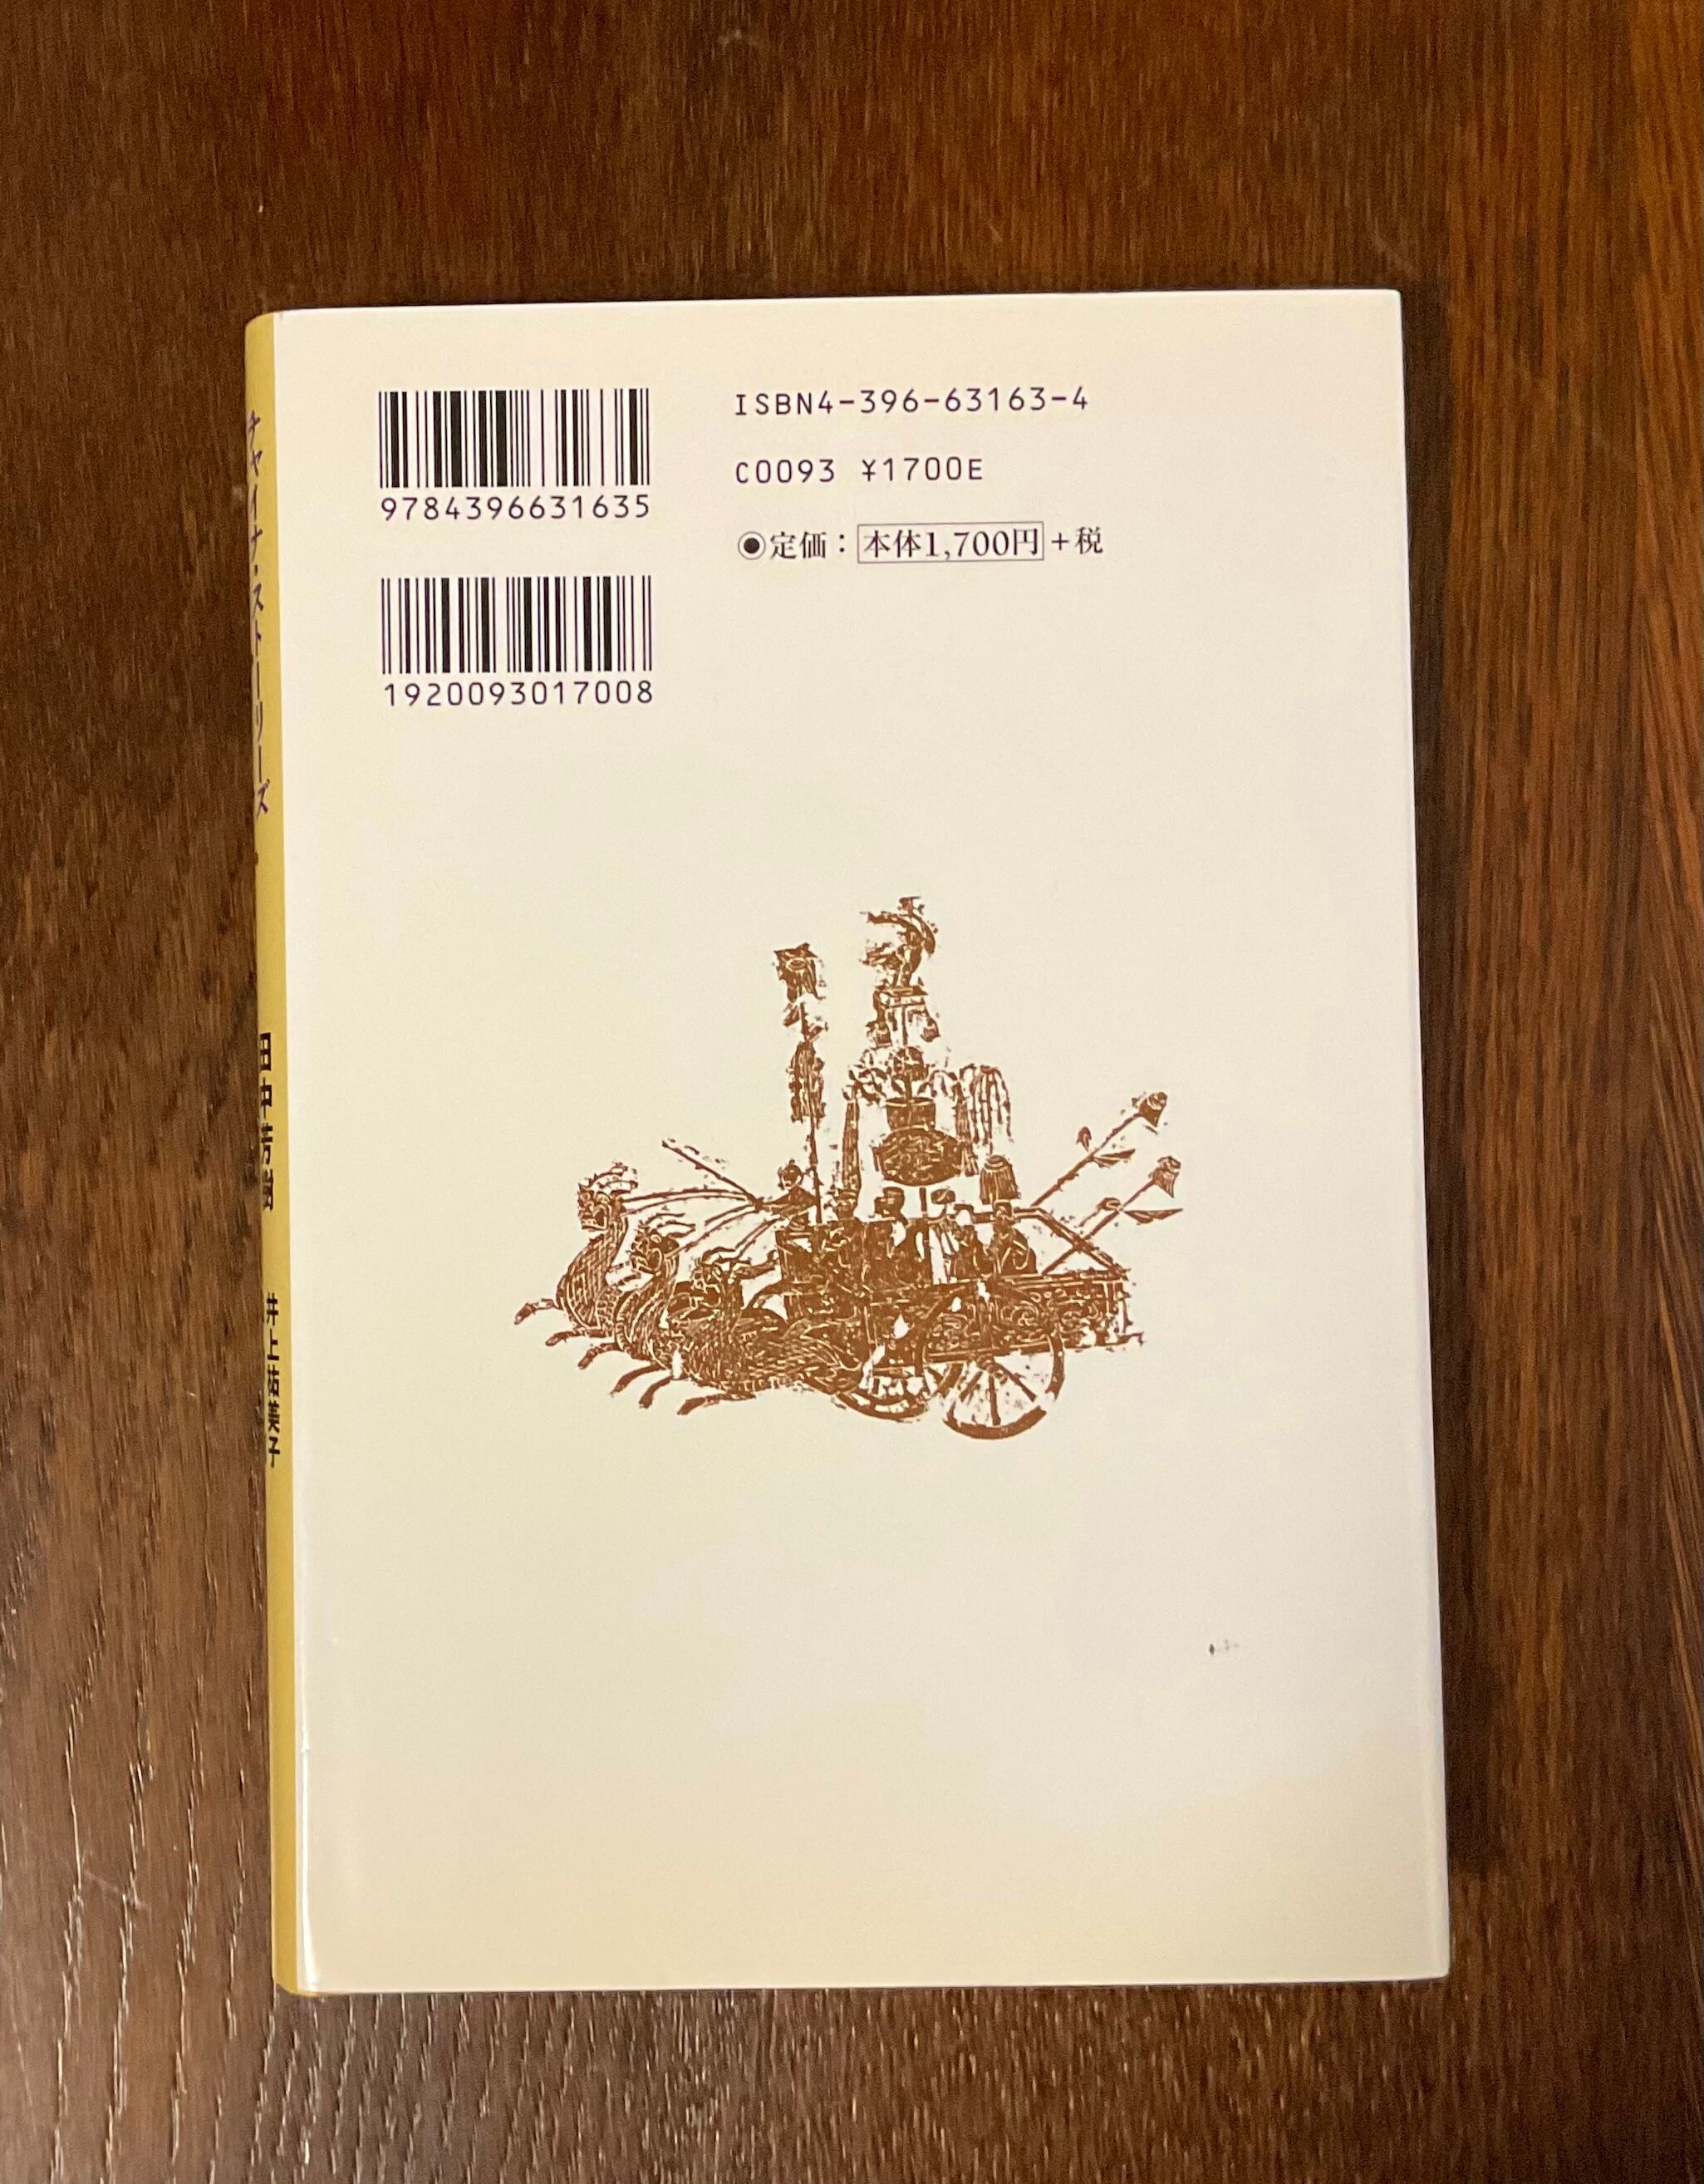 9784396631635
1920093017008
ISBN4-396-63163-4
C0093 ¥1700E
●定価：本体1,700円+税
チャイナ・ストーリーズ
田中芳樹
井上祐美子